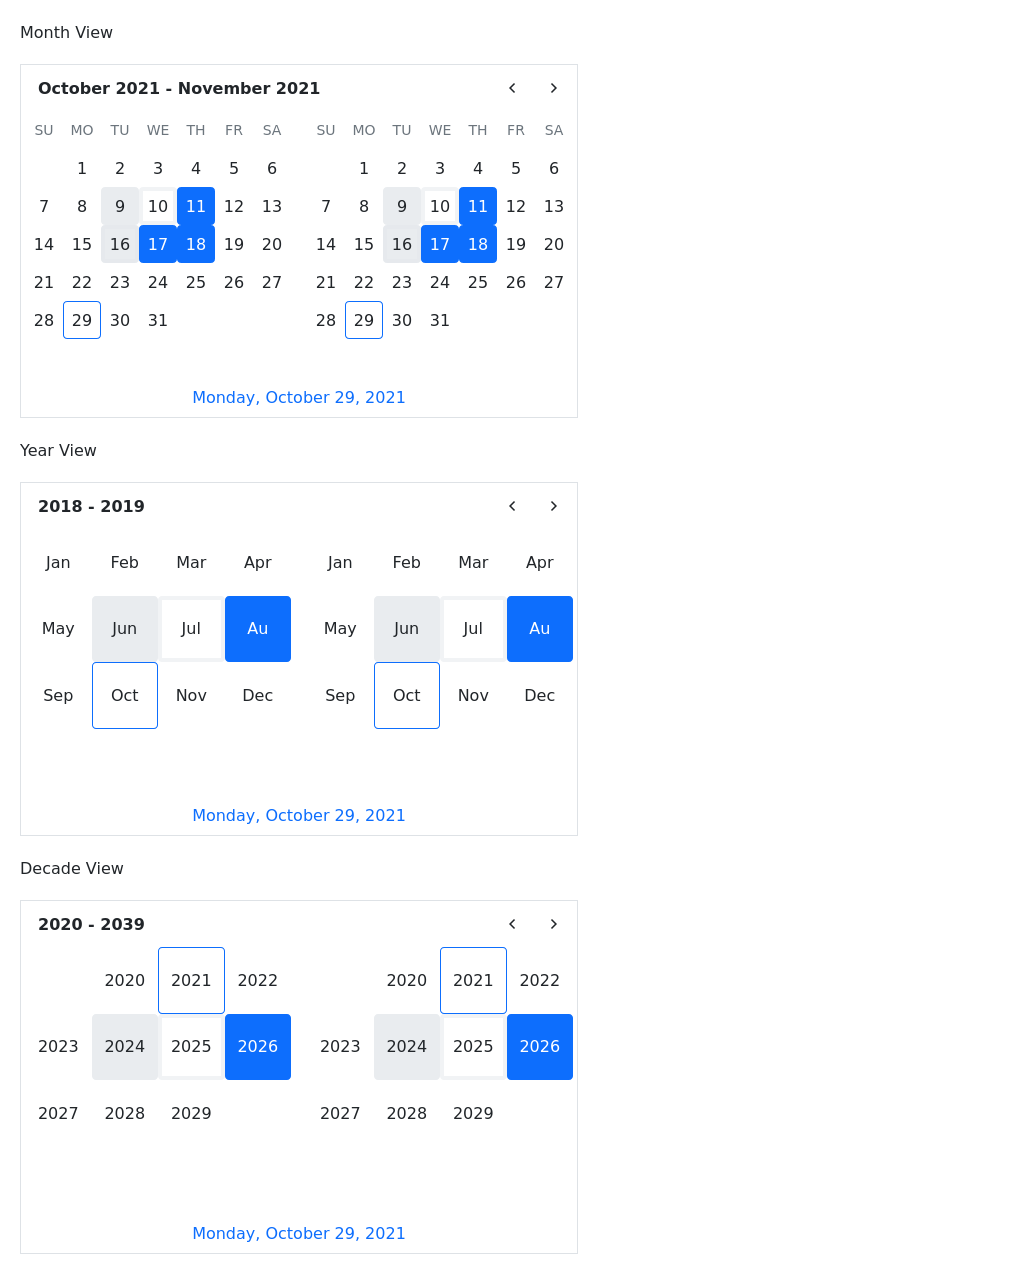 Month View
October 2021 - November 2021
SU MO TU WE TH FR SA SU MO TU WE TH FR SA
1 2 3 4 5 6 1 2 3 4 5 6
7 8 9 10 11 12 13 7 8 9 10 11 12 13
14 15 16 17 18 19 20 14 15 16 17 18 19 20
21 22 23 24 25 26 27 21 22 23 24 25 26 27
28 29 30 31 28 29 30 31
Monday, October 29, 2021
Year View
2018 - 2019
Jan Feb Mar Apr Jan Feb Mar Apr
May Jun Jul Au May Jun Jul Au
Sep Oct Nov Dec Sep Oct Nov Dec
Monday, October 29, 2021
Decade View
2020 - 2039
2020 2021 2022 2020 2021 2022
2023 2024 2025 2026 2023 2024 2025 2026
2027 2028 2029 2027 2028 2029
Monday, October 29, 2021